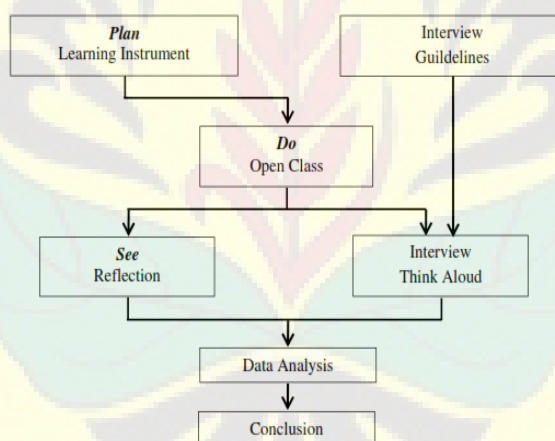 Plan
Learning Instrument
Interview
Guildelines
Do
Open Class
See
Reflection
Interview
Think Aloud
Data Analysis
Conclusion